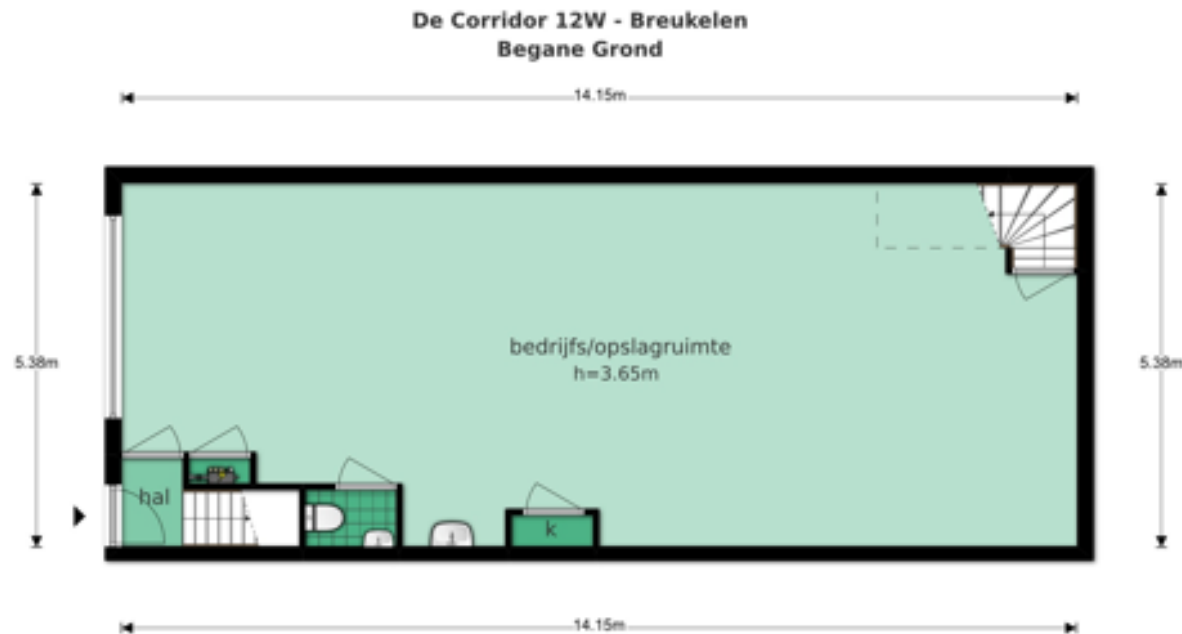 De Corridor 12W - Breukelen
Begane Grond
14.15m
5.38m
5.38m
bedrijfs/opslagruimte
h=3.65m
hal
k
14.15m